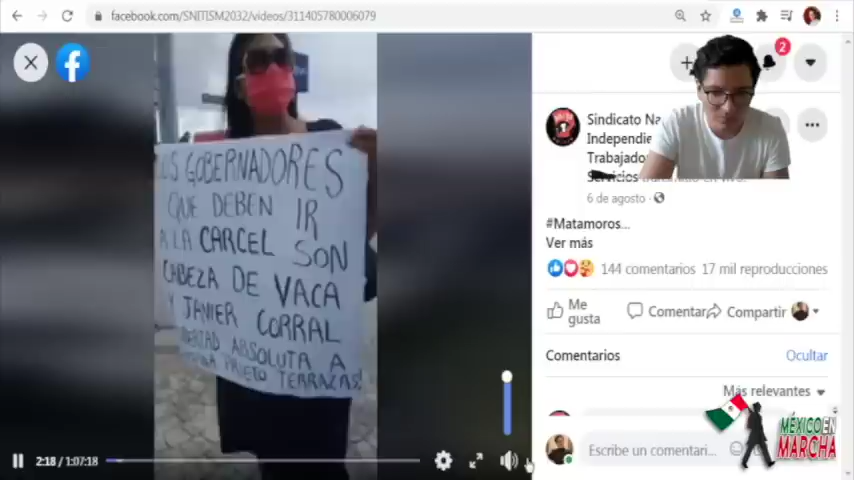 facebook.com/SNITISM2032/videos/311405780006079
2
LOS GOBERNADORES
QUE DEBEN IR
A LA CARCEL SON
CABEZA DE VACA
Y JAVIER CORRAL
LIBERTAD ABSOLUTA A
PRIETO TERRAZAS!
2:18 / 1:07:18
Sindicato Na
Independie
Trabajado
Servicios
6 de agosto
#Matamoros...
Ver más
144 comentarios 17 mil reproducciones
Me gusta
Comentar
Compartir
Comentarios
Ocultar
Más relevantes
Escribe un comentari...
MÉXICO EN
MARCHA